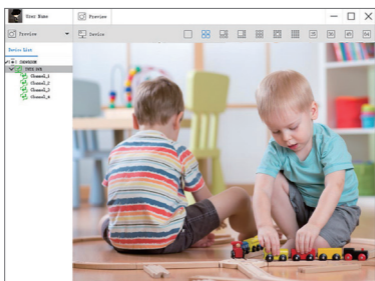 User Name
Preview
Preview
Device
Device List
Channel_1
Channel_2
Channel_3
Channel_4